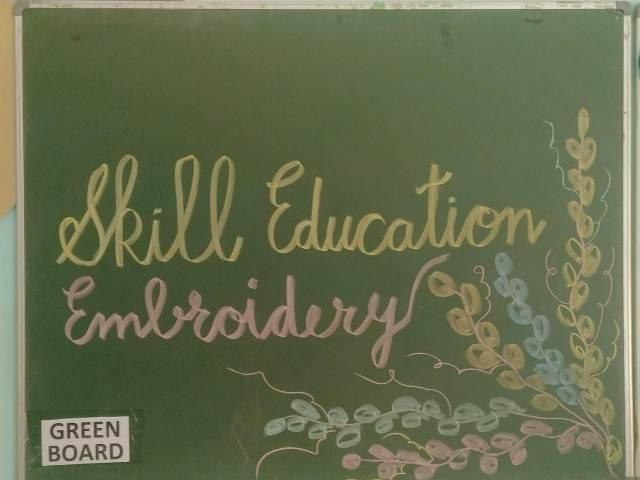 Skill Education
Embroidery
GREEN
BOARD